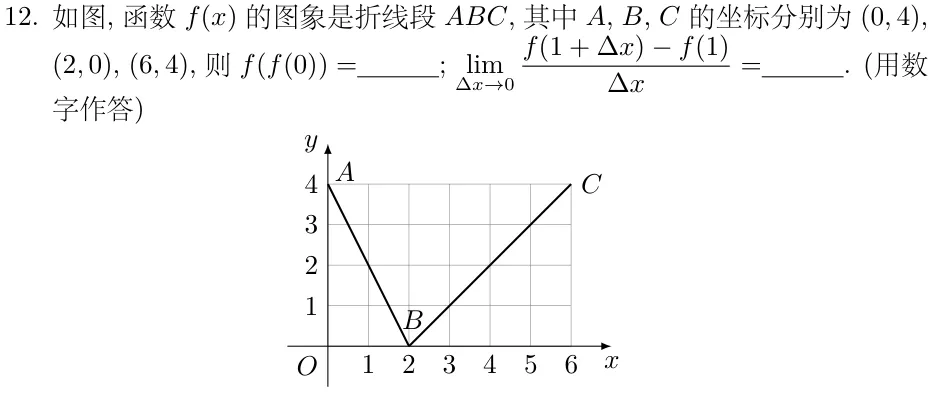 12. 如图, 函数 f(x) 的图象是折线段 ABC, 其中 A, B, C 的坐标分别为 (0, 4),
(2, 0), (6, 4), 则 f(f(0)) =______; lim_{Δx→0} \frac{f(1 + Δx) − f(1)}{Δx} =______. (用数
字作答)
y
A
4
C
3
2
1
B
O 1 2 3 4 5 6 x